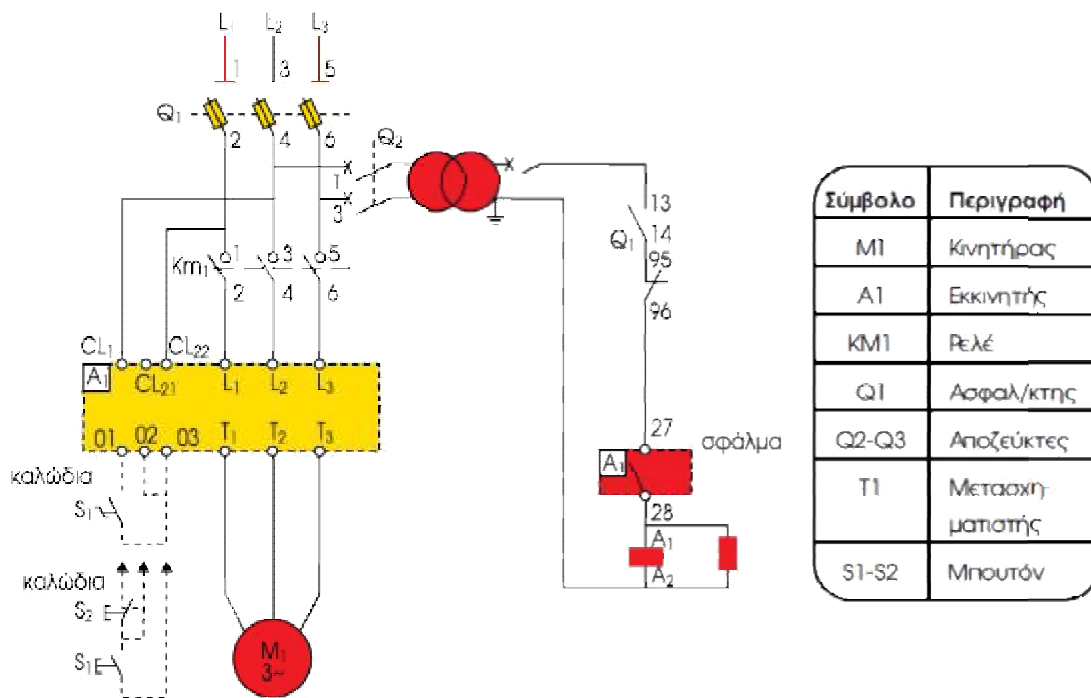 L1 L2 L3
1 3 5
Q1
2 4 6
Q2
1
3
13
Q1 14
95
96
Km1 1 3 5
2 4 6
CL1 CL22
A1 CL21 L1 L2 L3
01 02 03 T1 T2 T3
καλώδια
S1
καλώδια
S2
S1
M1
3~
27
σφάλμα
A1
28
A1
A2
Σύμβολο Περιγραφή
M1 Κινητήρας
A1 Εκκινητής
KM1 Ρελέ
Q1 Ασφαλ/κτης
Q2-Q3 Αποζεύκτες
T1 Μετασχη-
ματιστής
S1-S2 Μπουτόν